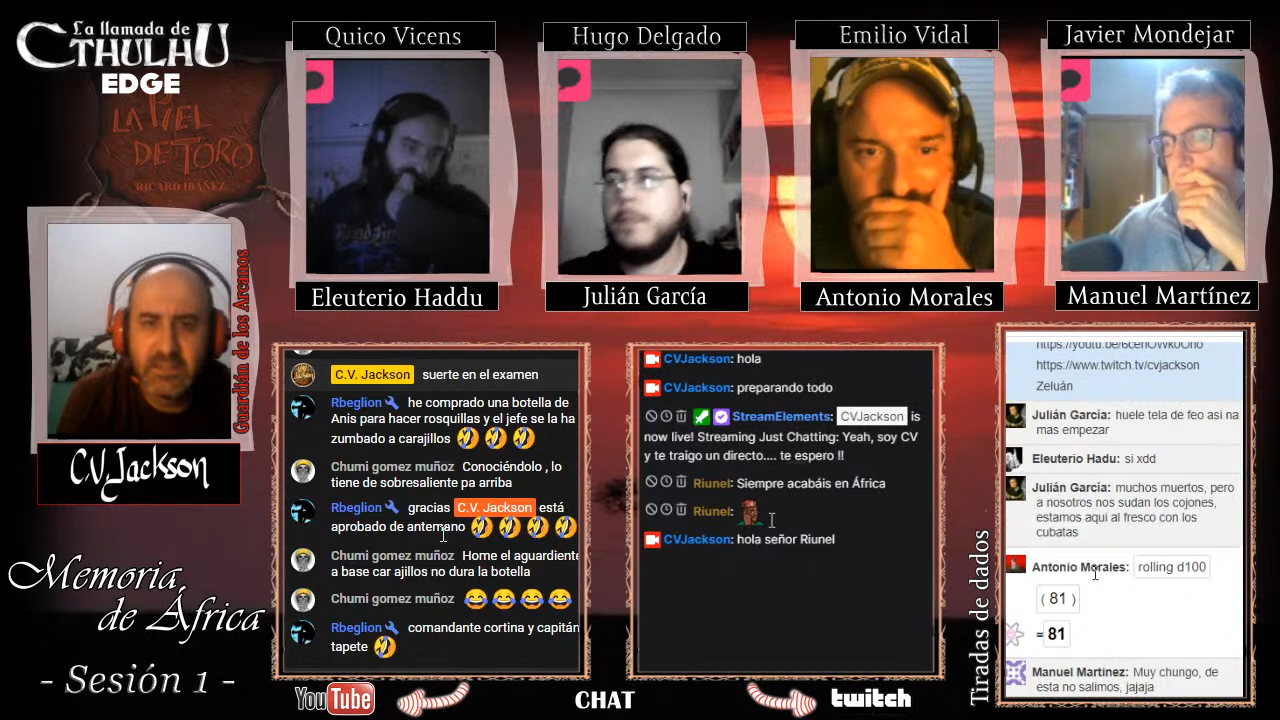 La llamada de
CTHULHU
EDGE
LA PIEL
DE TORO
RICARD IBÁÑEZ
Quico Vicens
Hugo Delgado
Emilio Vidal
Javier Mondejar
Eleuterio Haddu
Julián García
Antonio Morales
Manuel Martínez
Guardián de los Arcanos
C.V. Jackson
Memoria
de África
- Sesión 1 -
C.V. Jackson suerte en el examen
Rbeglion he comprado una botella de
Anis para hacer rosquillas y el jefe se la ha
zumbado a carajillos 🤣 🤣 🤣
Chumi gomez muñoz Conociéndolo , lo
tiene de sobresaliente pa arriba
Rbeglion gracias C.V. Jackson está
aprobado de antemano 🤣 🤣 🤣 🤣
Chumi gomez muñoz Home el aguardiente
a base car ajillos no dura la botella
Chumi gomez muñoz 😂 😂 😂 😂
Rbeglion comandante cortina y capitán
tapete 🤣
CVJackson: hola
CVJackson: preparando todo
StreamElements: CVJackson is
now live! Streaming Just Chatting: Yeah, soy CV
y te traigo un directo.... te espero !!
Riunel: Siempre acabáis en África
Riunel:
CVJackson: hola señor Riunel
YouTube
CHAT
twitch
Tiradas de dados
https://www.twitch.tv/cvjackson
Zeluán
Julián García: huele tela de feo asi na
mas empezar
Eleuterio Hadu: si xdd
Julián García: muchos muertos, pero
a nosotros nos sudan los cojones,
estamos aqui al fresco con los
cubatas
Antonio Morales: rolling d100
( 81 )
= 81
Manuel Martínez: Muy chungo, de
esta no salimos, jajaja